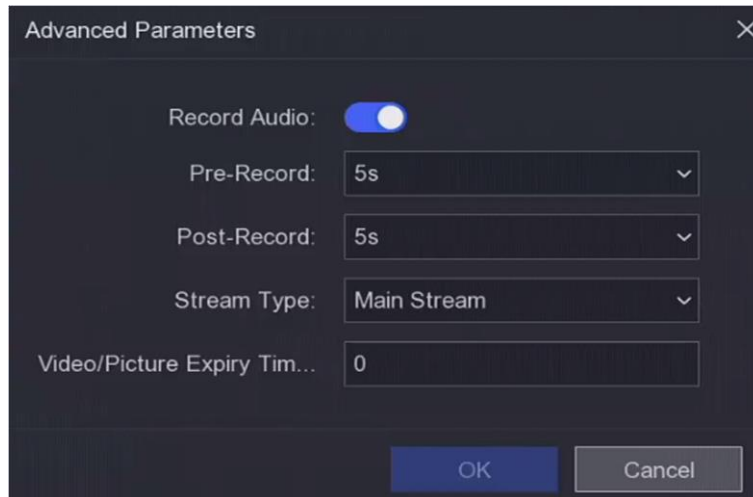 Advanced Parameters
Record Audio:
Pre-Record: 5s
Post-Record: 5s
Stream Type: Main Stream
Video/Picture Expiry Tim... 0
OK Cancel